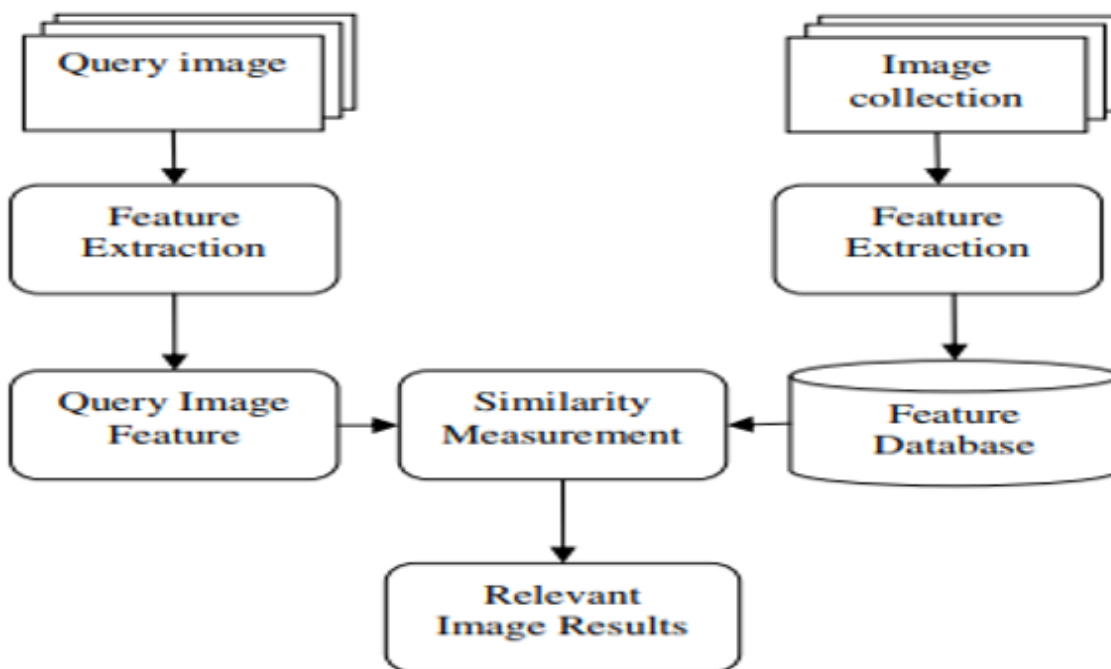 Query image
Image
collection
Feature
Extraction
Feature
Extraction
Query Image
Feature
Similarity
Measurement
Feature
Database
Relevant
Image Results